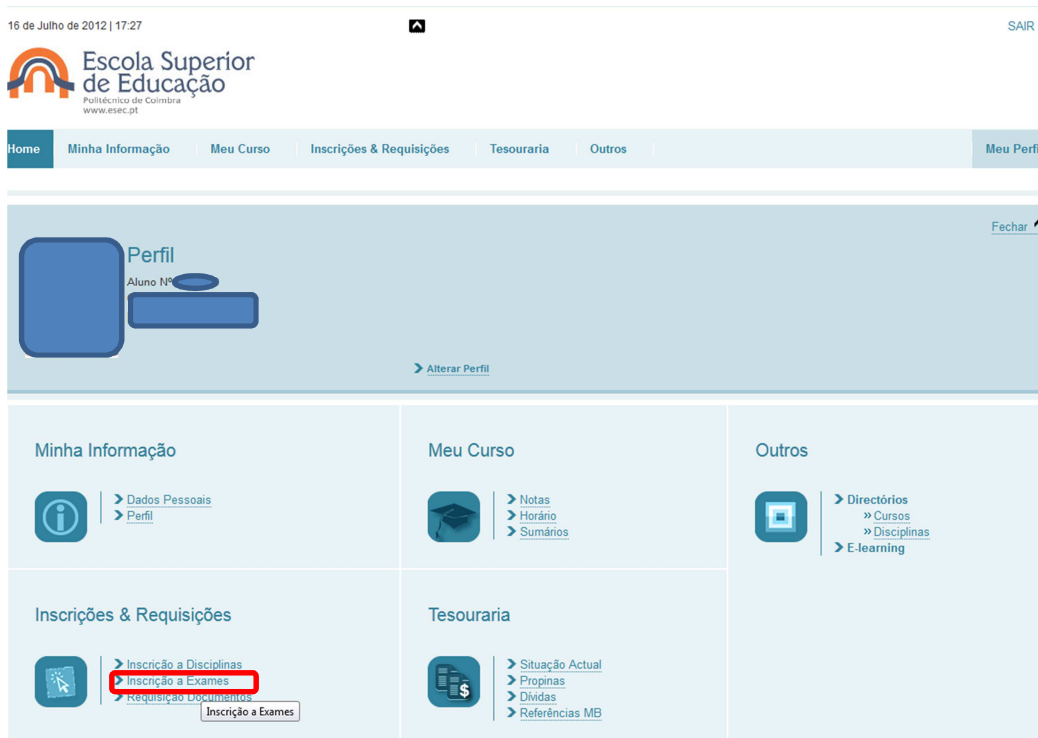 16 de Julho de 2012 | 17:27
SAIR
Escola Superior
de Educação
Politécnico de Coimbra
www.esec.pt
Home Minha Informação Meu Curso Inscrições & Requisições Tesouraria Outros Meu Perfi
Fechar
Perfil
Aluno Nº
Alterar Perfil
Minha Informação
Dados Pessoais
Perfil
Meu Curso
Notas
Horário
Sumários
Outros
Directórios
» Cursos
» Disciplinas
E-learning
Inscrições & Requisições
Inscrição a Disciplinas
Inscrição a Exames
Requisição Documentos
Inscrição a Exames
Tesouraria
Situação Actual
Propinas
Dívidas
Referências MB